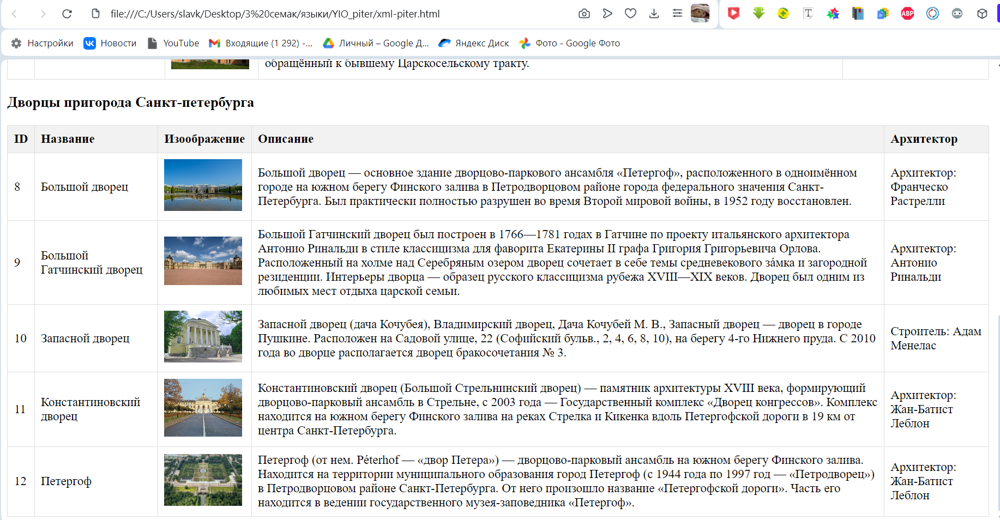 file:///C:/Users/slavk/Desktop/3%20семак/языки/YIO_piter/xml-piter.html
Настройки
Новости
YouTube
Входящие (1 292) -...
Личный – Google Д...
Яндекс Диск
Фото - Google Фото
обращённый к бывшему Царскосельскому тракту.
Дворцы пригорода Санкт-петербурга
ID Название Изоображение Описание Архитектор
8
Большой дворец
Большой дворец — основное здание дворцово-паркового ансамбля «Петергоф», расположенного в одноимённом
городе на южном берегу Финского залива в Петродворцовом районе города федерального значения Санкт-
Петербурга. Был практически полностью разрушен во время Второй мировой войны, в 1952 году восстановлен.
Архитектор:
Франческо
Растрелли
9
Большой
Гатчинский дворец
Большой Гатчинский дворец был построен в 1766—1781 годах в Гатчине по проекту итальянского архитектора
Антонио Ринальди в стиле классицизма для фаворита Екатерины II графа Григория Григорьевича Орлова.
Расположенный на холме над Серебряным озером дворец сочетает в себе темы средневекового за́мка и загородной
резиденции. Интерьеры дворца — образец русского классицизма рубежа XVIII—XIX веков. Дворец был одним из
любимых мест отдыха царской семьи.
Архитектор:
Антонио
Ринальди
10
Запасной дворец
Запасной дворец (дача Кочубея), Владимирский дворец, Дача Кочубей М. В., Запасный дворец — дворец в городе
Пушкине. Расположен на Садовой улице, 22 (Софийский бульв., 2, 4, 6, 8, 10), на берегу 4-го Нижнего пруда. С 2010
года во дворце располагается дворец бракосочетания № 3.
Строитель: Адам
Менелас
11
Константиновский
дворец
Константиновский дворец (Большой Стрельнинский дворец) — памятник архитектуры XVIII века, формирующий
дворцово-парковый ансамбль в Стрельне, с 2003 года — Государственный комплекс «Дворец конгрессов». Комплекс
находится на южном берегу Финского залива на реках Стрелка и Кикенка вдоль Петергофской дороги в 19 км от
центра Санкт-Петербурга.
Архитектор:
Жан-Батист
Леблон
12
Петергоф
Петергоф (от нем. Péterhof — «двор Петера») — дворцово-парковый ансамбль на южном берегу Финского залива.
Находится на территории муниципального образования город Петергоф (с 1944 года по 1997 год — «Петродворец»)
в Петродворцовом районе Санкт-Петербурга. От него произошло название «Петергофской дороги». Часть его
находится в ведении государственного музея-заповедника «Петергоф».
Архитектор:
Жан-Батист
Леблон
ABP
T